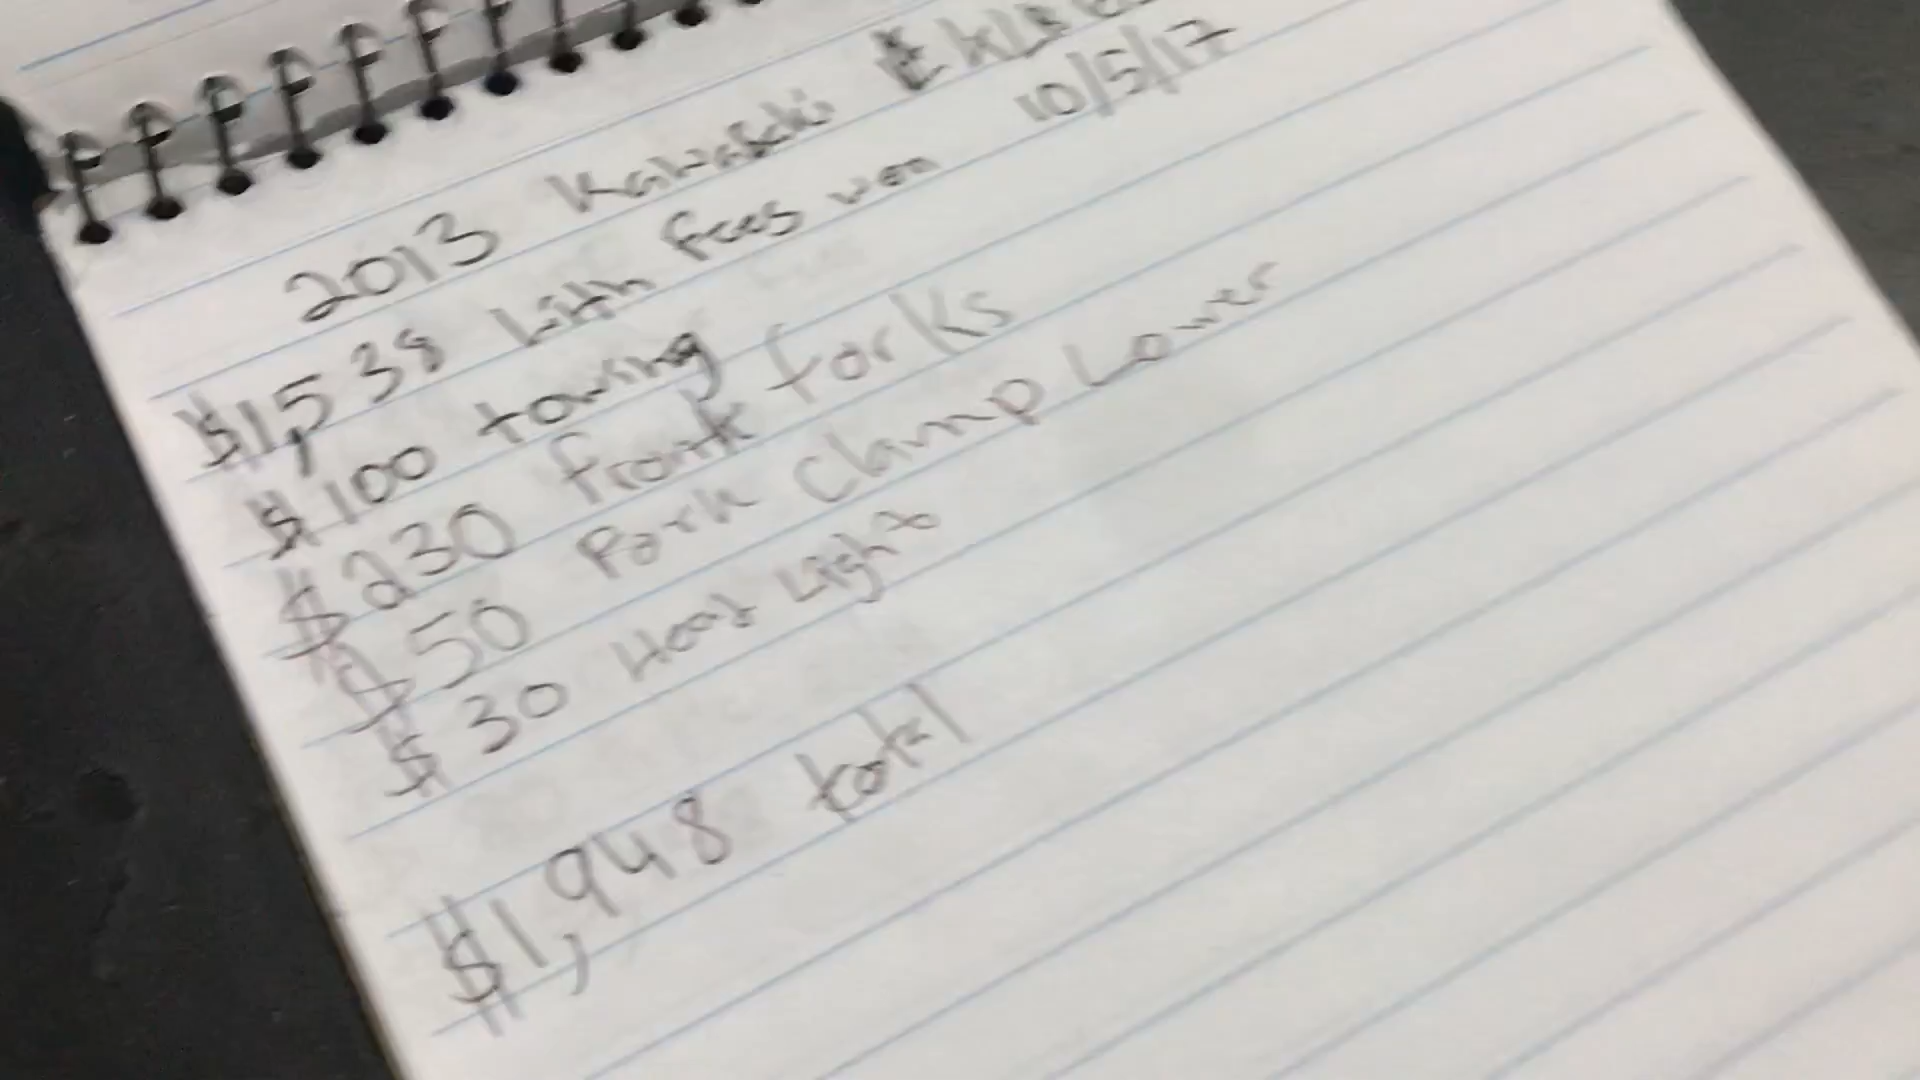 2013 Kawasaki
$1,538 With fees won 10/5/17
$100 towing
$230 front forks
$50 Fork Clamp Lower
$30 Head Light
$1,948 total